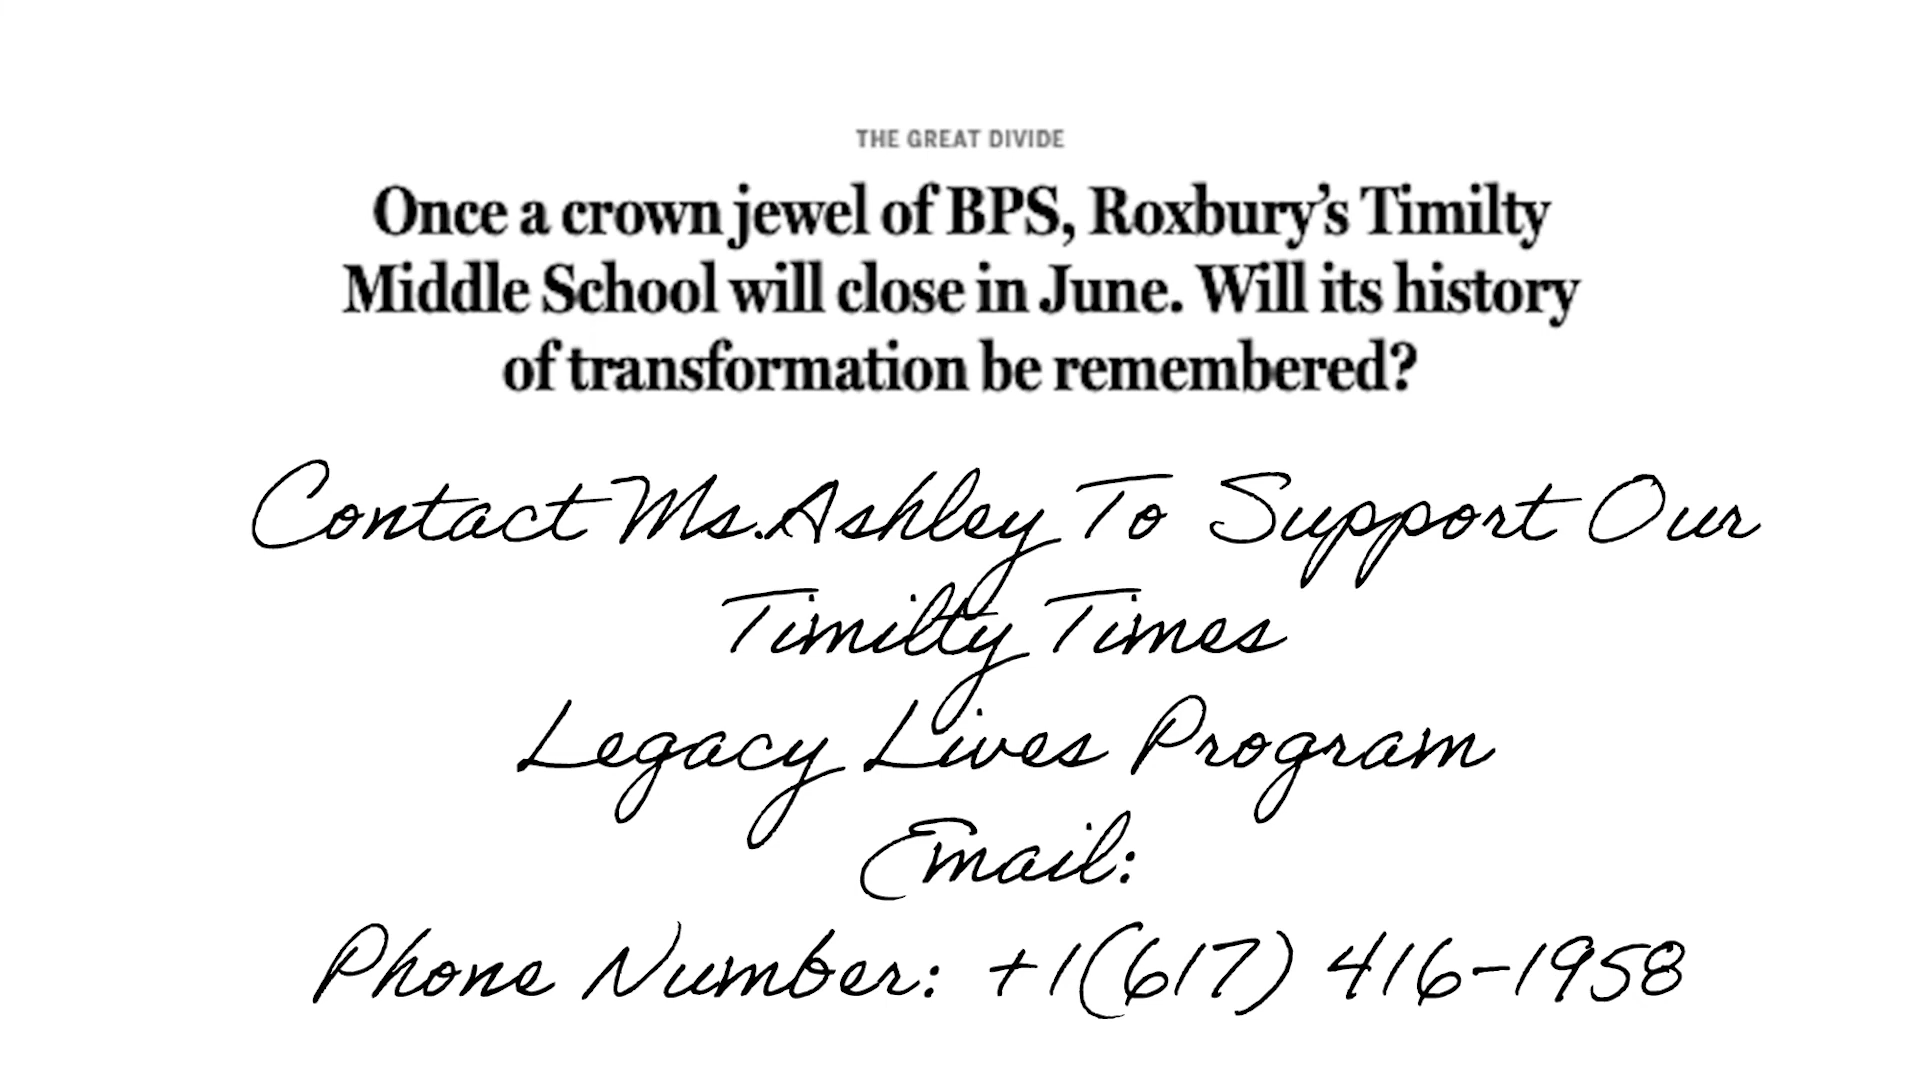 THE GREAT DIVIDE
Once a crown jewel of BPS, Roxbury’s Timilty
Middle School will close in June. Will its history
of transformation be remembered?
Contact Ms.Ashley To Support Our
Timilty Times
Legacy Lives Program
Email:
Phone Number: +1(617) 416-1958